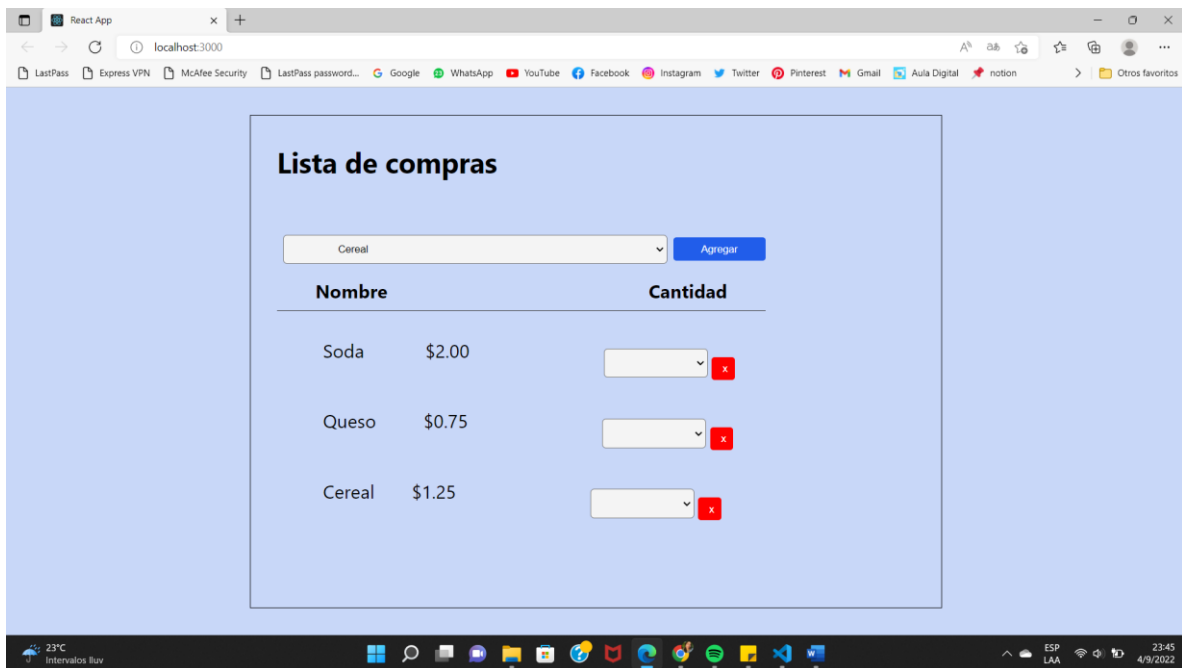 React App
localhost:3000
LastPass Express VPN McAfee Security LastPass password... Google WhatsApp YouTube Facebook Instagram Twitter Pinterest Gmail Aula Digital notion Otros favoritos
Lista de compras
Cereal Agregar
Nombre Cantidad
Soda $2.00 x
Queso $0.75 x
Cereal $1.25 x
23°C ESP 23:45
Intervalos lluv LAA 4/9/2022